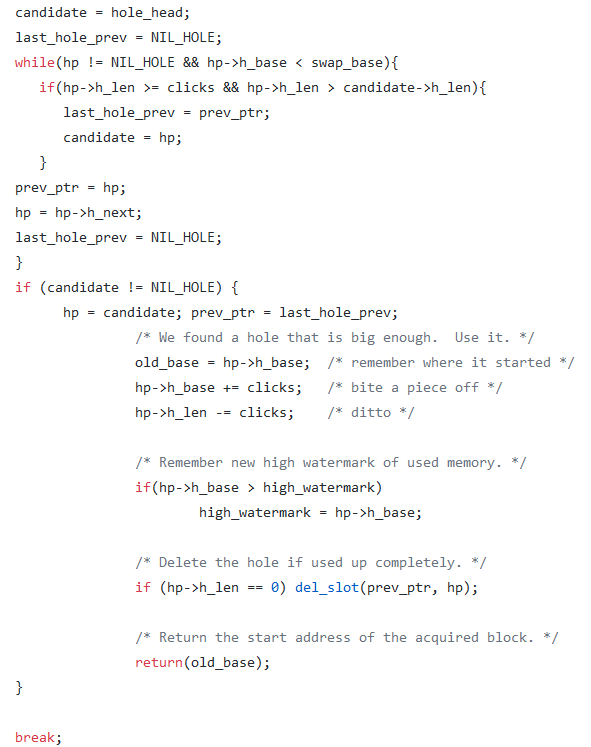 candidate = hole_head;
last_hole_prev = NIL_HOLE;
while(hp != NIL_HOLE && hp->h_base < swap_base){
   if(hp->h_len >= clicks && hp->h_len > candidate->h_len){
      last_hole_prev = prev_ptr;
      candidate = hp;
   }
prev_ptr = hp;
hp = hp->h_next;
last_hole_prev = NIL_HOLE;
}
if (candidate != NIL_HOLE) {
      hp = candidate; prev_ptr = last_hole_prev;
               /* We found a hole that is big enough.  Use it. */
               old_base = hp->h_base;  /* remember where it started */
               hp->h_base += clicks;   /* bite a piece off */
               hp->h_len -= clicks;    /* ditto */

               /* Remember new high watermark of used memory. */
               if(hp->h_base > high_watermark)
                       high_watermark = hp->h_base;

               /* Delete the hole if used up completely. */
               if (hp->h_len == 0) del_slot(prev_ptr, hp);

               /* Return the start address of the acquired block. */
               return(old_base);
}

break;